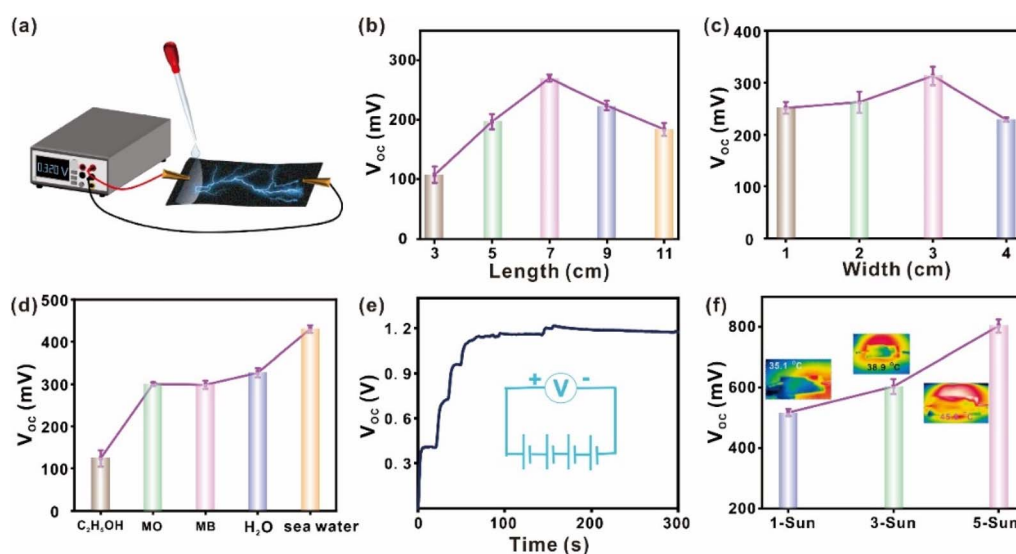 (a)
0.320 V
(b)
V_OC (mV)
300
200
100
0
3 5 7 9 11
Length (cm)
(c)
V_OC (mV)
400
300
200
100
0
1 2 3 4
Width (cm)
(d)
V_OC (mV)
500
400
300
200
100
0
C₂H₅OH MO MB H₂O sea water
(e)
V_OC (V)
1.2
0.9
0.6
0.3
+ V -
0 100 200 300
Time (s)
(f)
V_OC (mV)
800
600
400
200
35.1 °C
38.9 °C
1-Sun 3-Sun 5-Sun